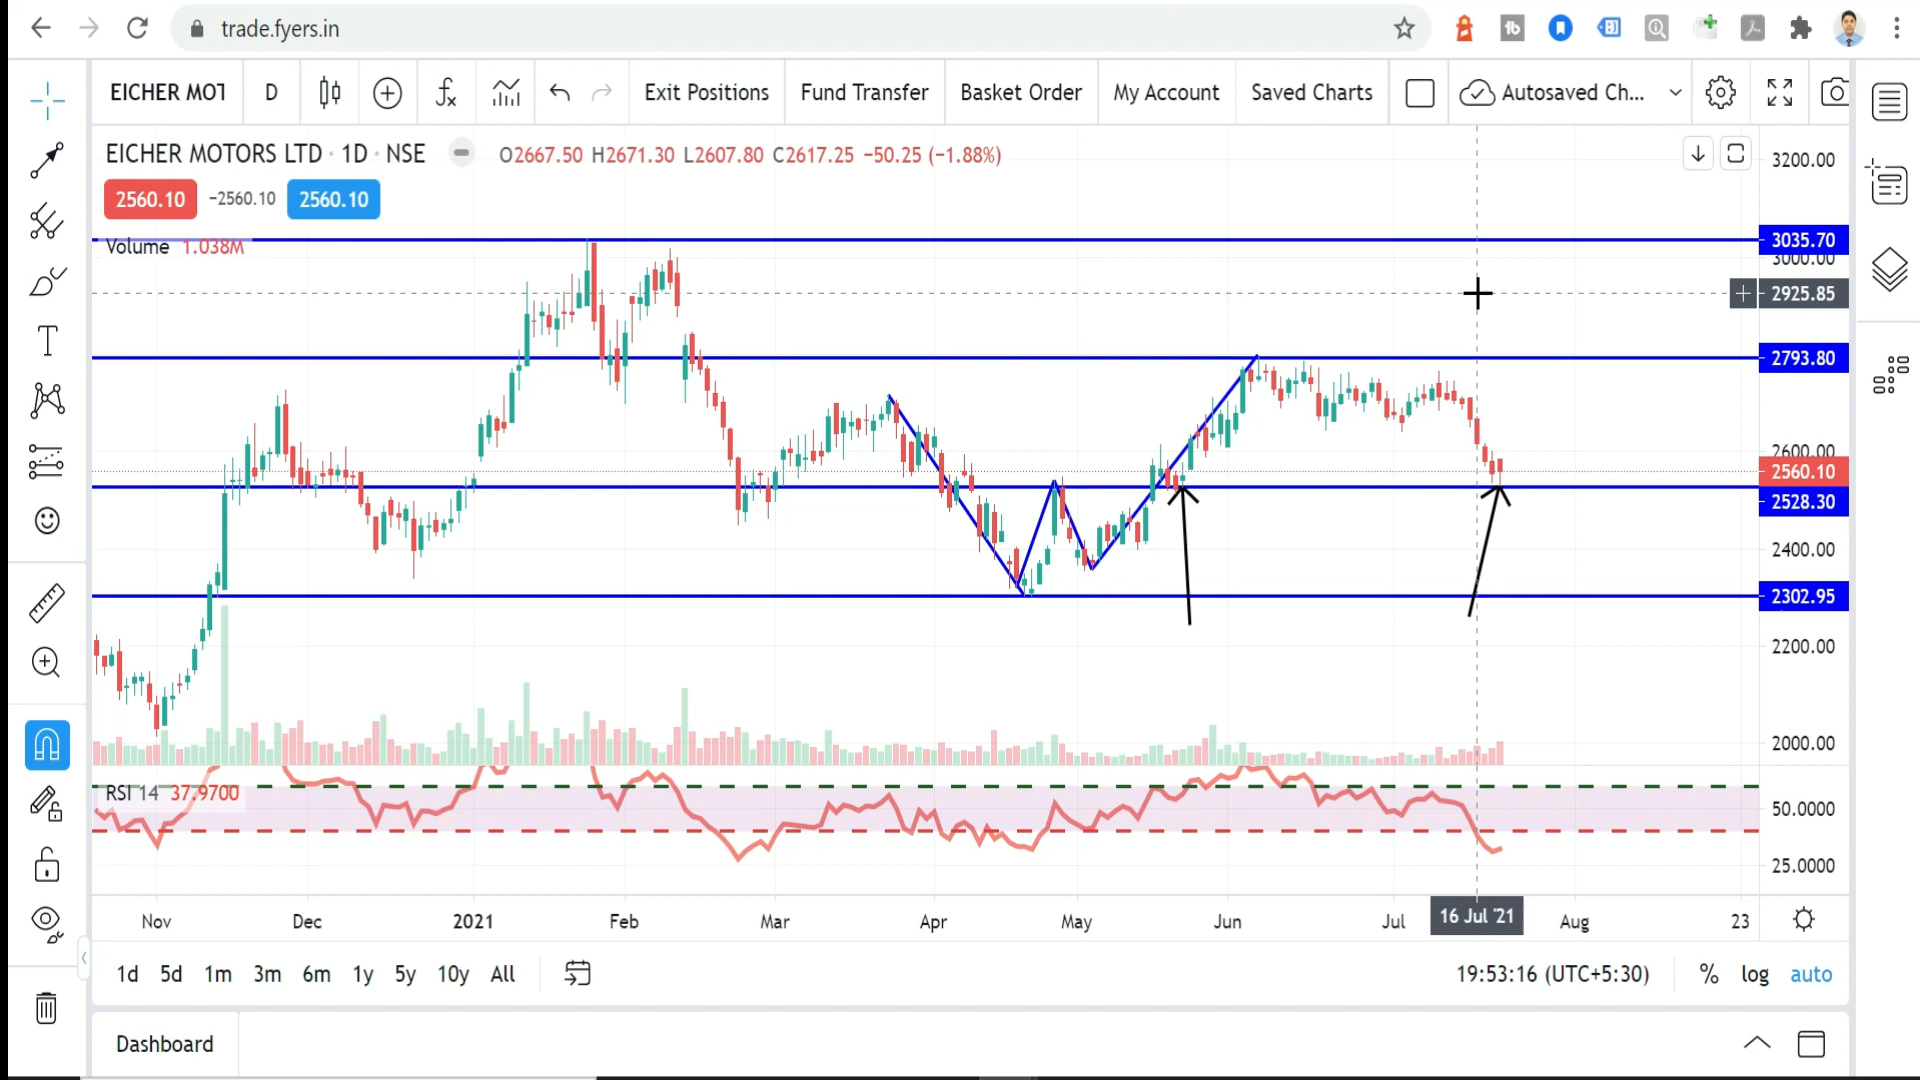 trade.fyers.in
EICHER MOT D Exit Positions Fund Transfer Basket Order My Account Saved Charts Autosaved Ch...
EICHER MOTORS LTD · 1D · NSE O2667.50 H2671.30 L2607.80 C2617.25 −50.25 (−1.88%)
2560.10 −2560.10 2560.10
Volume 1.038M
3200.00
3035.70
3000.00
2925.85
2793.80
2600.00
2560.10
2528.30
2400.00
2302.95
2200.00
2000.00
RSI 14 37.9700
50.0000
25.0000
Nov Dec 2021 Feb Mar Apr May Jun Jul 16 Jul '21 Aug 23
1d 5d 1m 3m 6m 1y 5y 10y All 19:53:16 (UTC+5:30) % log auto
Dashboard